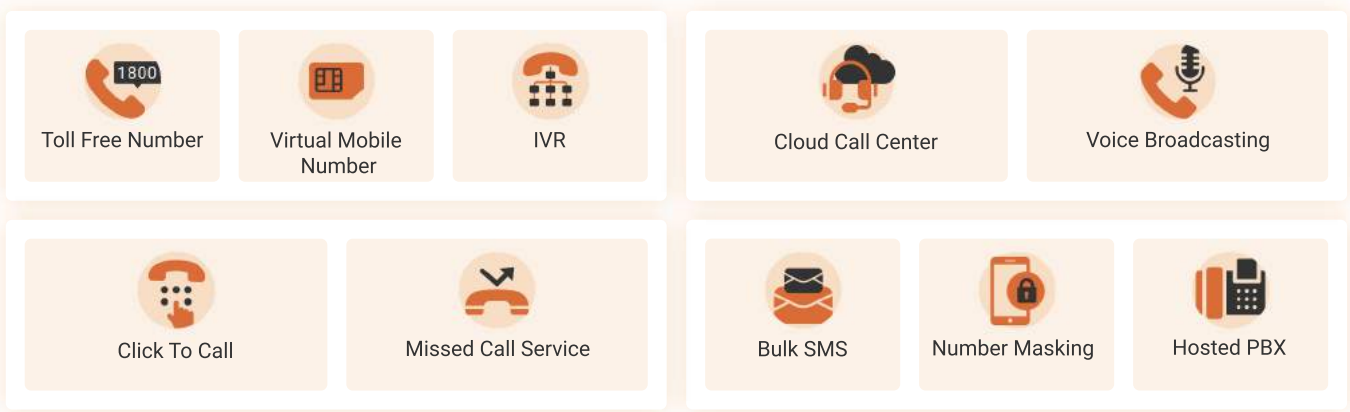 1800
Toll Free Number
Virtual Mobile
Number
IVR
Cloud Call Center
Voice Broadcasting
Click To Call
Missed Call Service
Bulk SMS
Number Masking
Hosted PBX